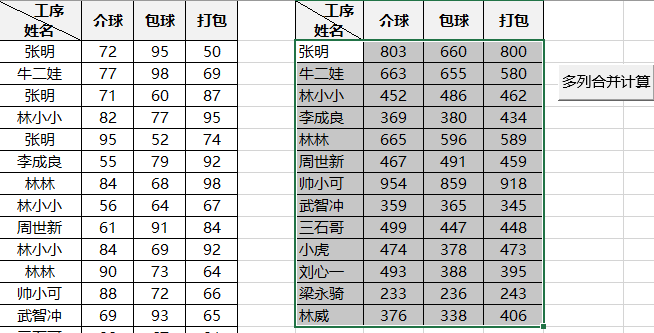 工序 介球 包球 打包
姓名
张明 72 95 50
牛二娃 77 98 69
张明 71 60 87
林小小 82 77 95
张明 95 52 74
李成良 55 79 92
林林 84 68 98
林小小 56 64 67
周世新 61 91 84
林小小 84 69 92
林林 90 73 64
帅小可 88 72 66
武智冲 69 93 65
工序 介球 包球 打包
姓名
张明 803 660 800
牛二娃 663 655 580
林小小 452 486 462
李成良 369 380 434
林林 665 596 589
周世新 467 491 459
帅小可 954 859 918
武智冲 359 365 345
三石哥 499 447 448
小虎 474 378 473
刘心一 493 388 395
梁永骑 233 236 243
林威 376 338 406
多列合并计算